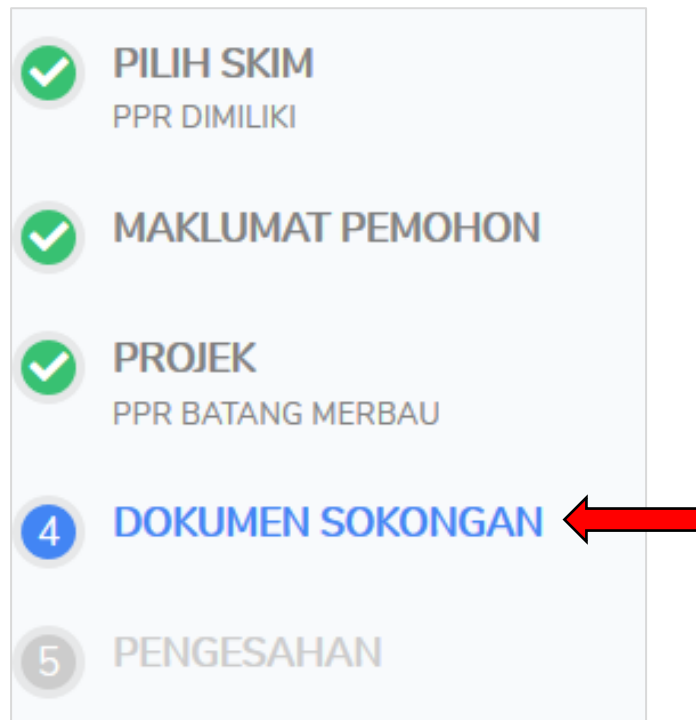 PILIH SKIM
PPR DIMILIKI
MAKLUMAT PEMOHON
PROJEK
PPR BATANG MERBAU
4 DOKUMEN SOKONGAN
5 PENGESAHAN